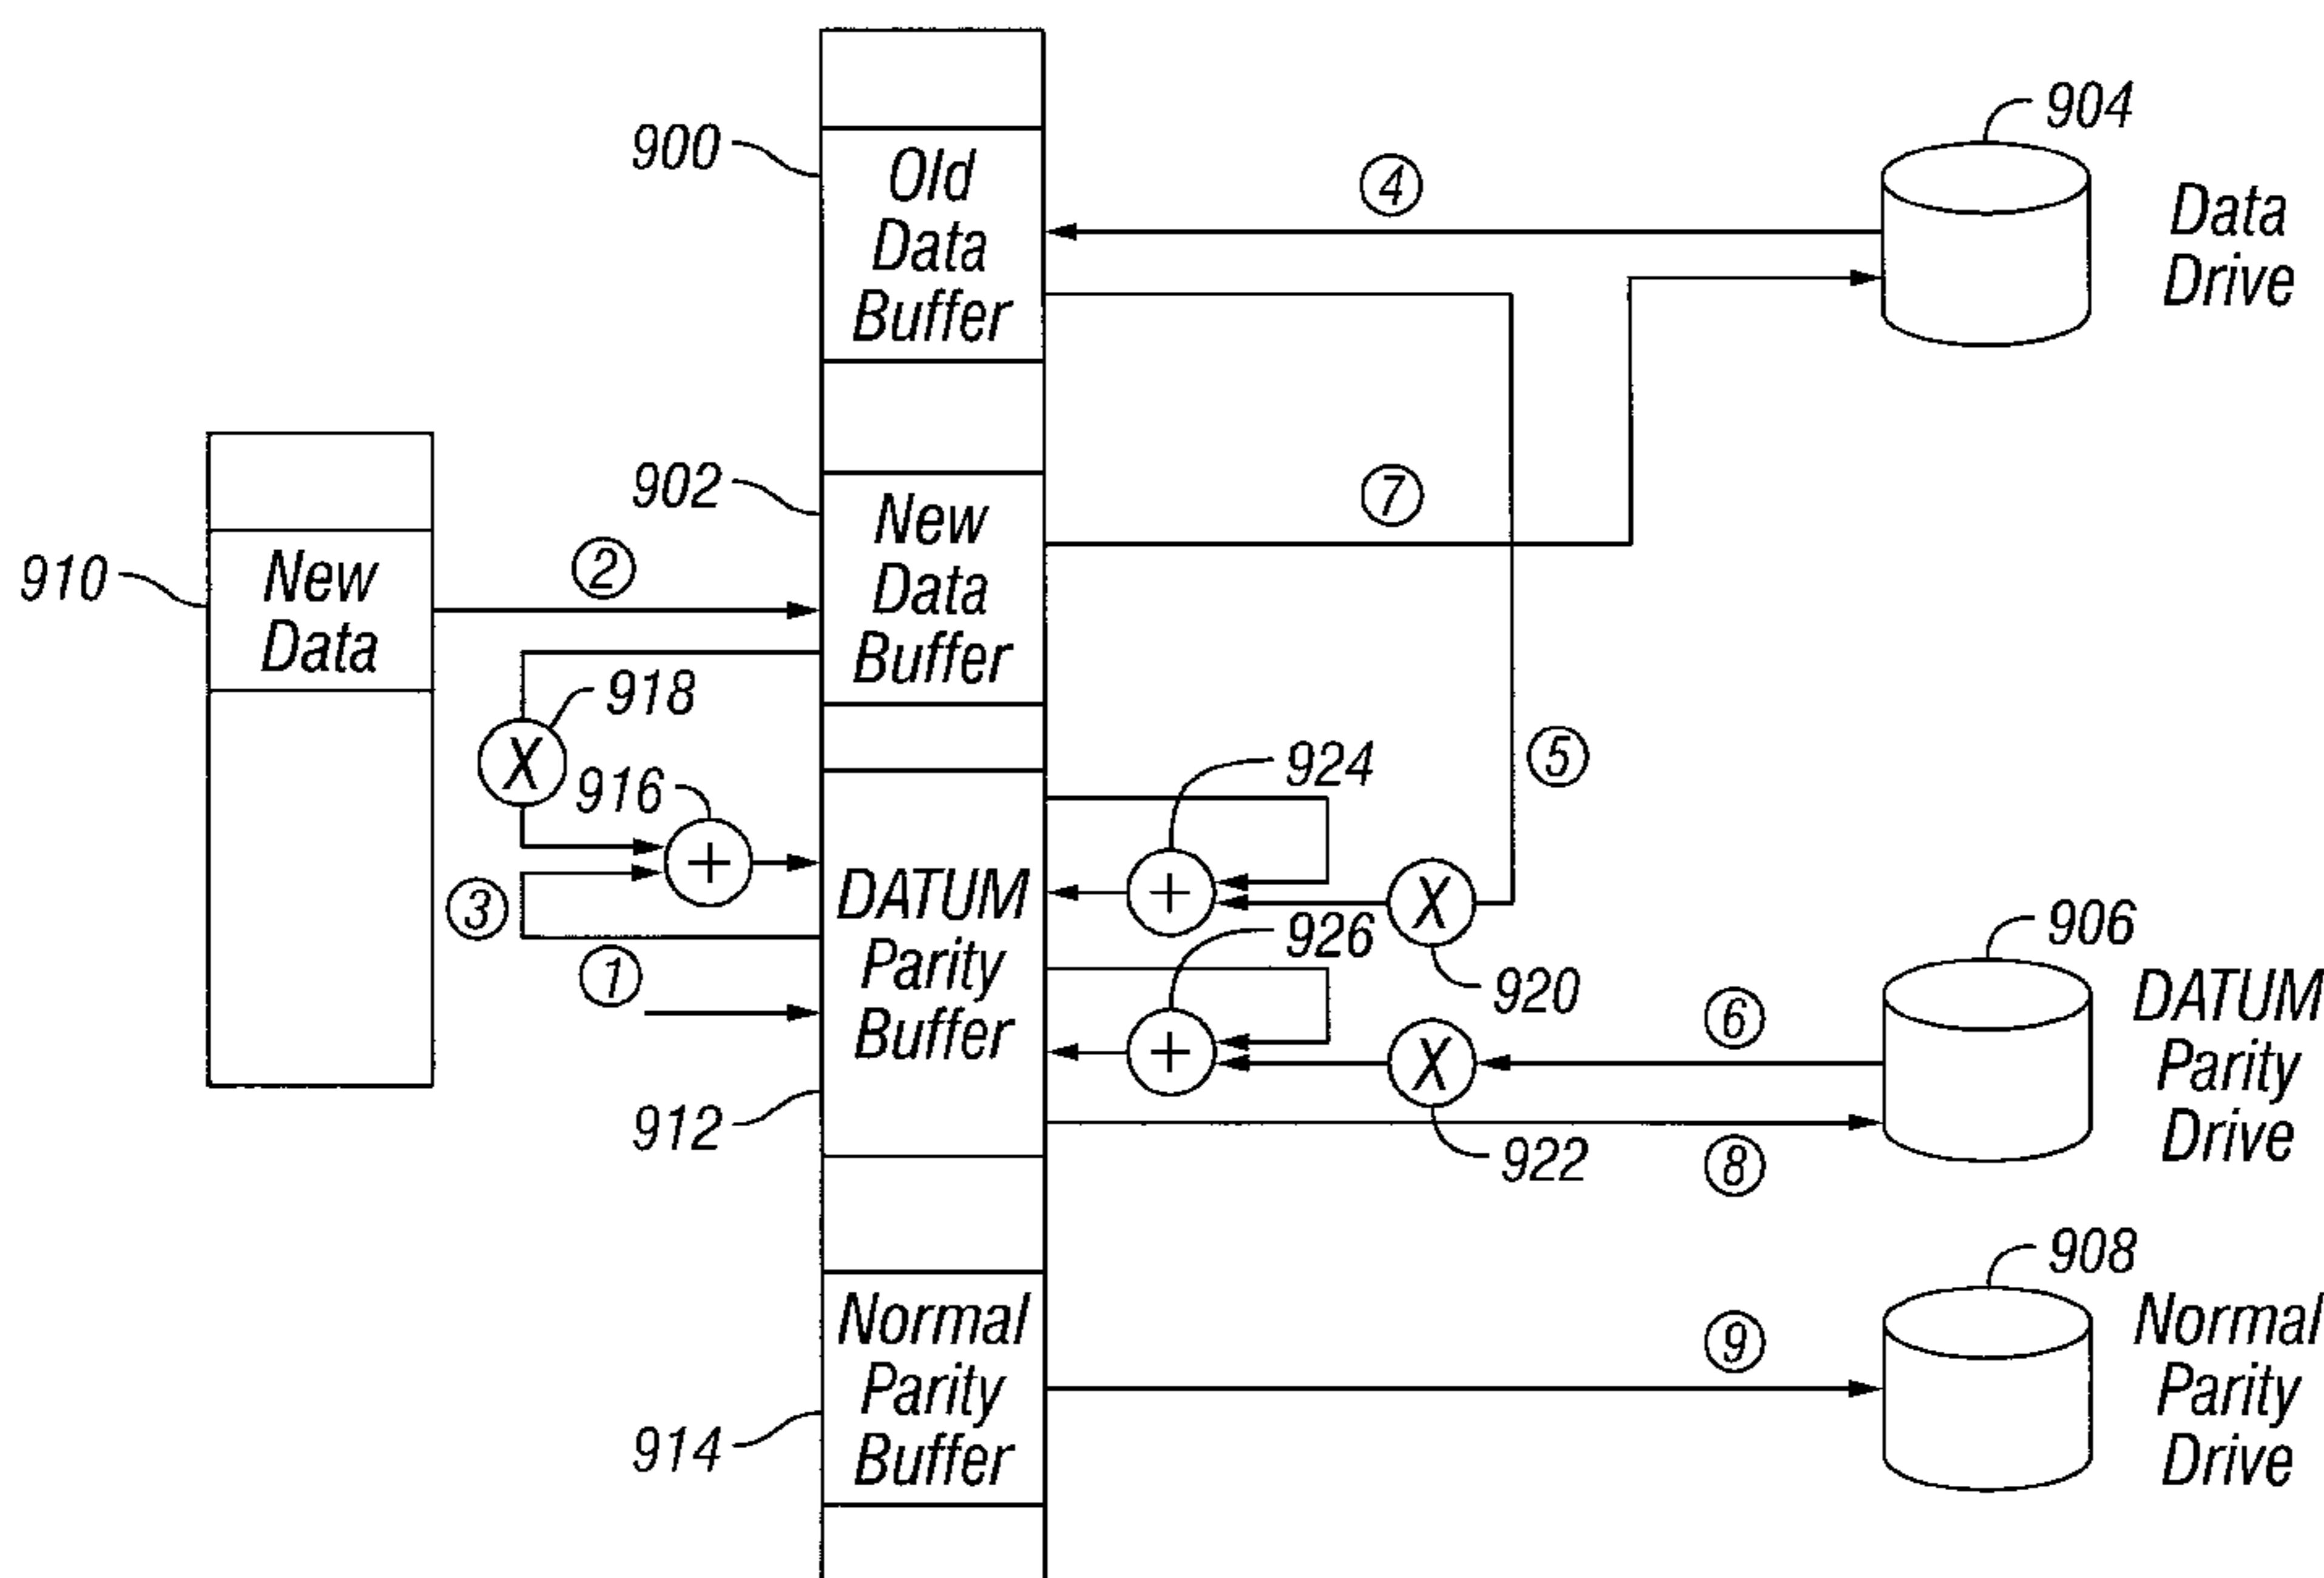 904
900
Old
Data
Buffer
④
Data
Drive
902
New
Data
Buffer
⑦
910
New
Data
②
918
X
916
+
③
①
924
+
⑤
DATUM
Parity
Buffer
X
920
926
+
906
DATUM
Parity
Drive
⑥
X
922
⑧
912
908
Normal
Parity
Drive
Normal
Parity
Buffer
⑨
914